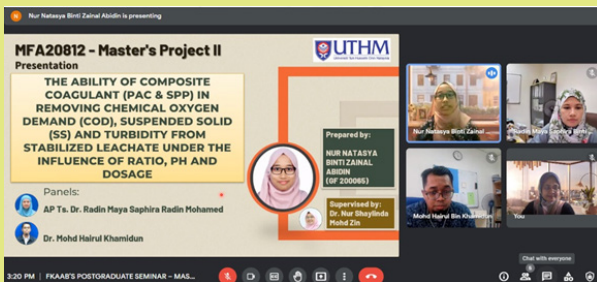 Nur Natasya Binti Zainal Abidin is presenting
MFA20812 - Master's Project II
Presentation
UTHM
THE ABILITY OF COMPOSITE
COAGULANT (PAC & SPP) IN
REMOVING CHEMICAL OXYGEN
DEMAND (COD), SUSPENDED SOLID
(SS) AND TURBIDITY FROM
STABILIZED LEACHATE UNDER THE
INFLUENCE OF RATIO, PH AND
DOSAGE
Prepared by:
NUR NATASYA
BINTI ZAINAL
ABIDIN
(GF 200065)
Supervised by:
Dr. Nur Shaylinda
Mohd Zin
Panels:
AP Ts. Dr. Radin Maya Saphira Radin Mohamed
Dr. Mohd Hairul Khamidun
Nur Natasya Binti Zainal
Maya Saphira
Mohd Hairul Bin Khamidun
You
Chat with everyone
3:20 PM | FKAAB'S POSTGRADUATE SEMINAR – MAS...